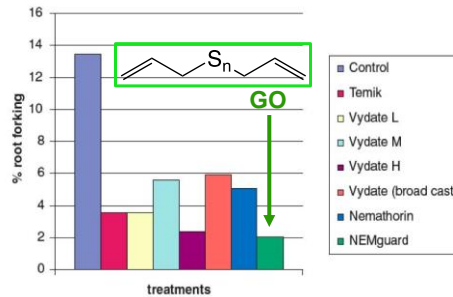 16
14
12
10
8
6
4
2
0
% root forking
treatments
Sn
GO
Control
Temik
Vydate L
Vydate M
Vydate H
Vydate (broad cast
Nemathorin
NEMguard